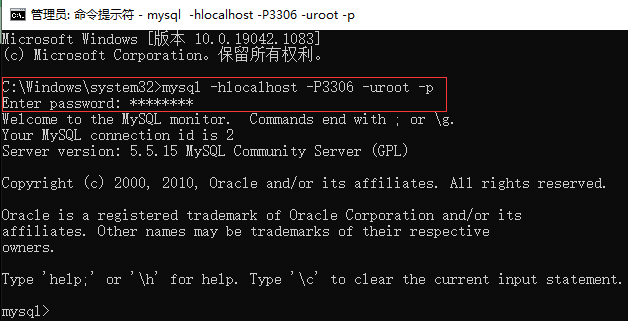 管理员: 命令提示符 - mysql  -hlocalhost -P3306 -uroot -p
Microsoft Windows [版本 10.0.19042.1083]
(c) Microsoft Corporation。保留所有权利。
C:\Windows\system32>mysql -hlocalhost -P3306 -uroot -p
Enter password: ********
Welcome to the MySQL monitor.  Commands end with ; or \g.
Your MySQL connection id is 2
Server version: 5.5.15 MySQL Community Server (GPL)
Copyright (c) 2000, 2010, Oracle and/or its affiliates. All rights reserved.
Oracle is a registered trademark of Oracle Corporation and/or its
affiliates. Other names may be trademarks of their respective
owners.
Type 'help;' or '\h' for help. Type '\c' to clear the current input statement.
mysql>